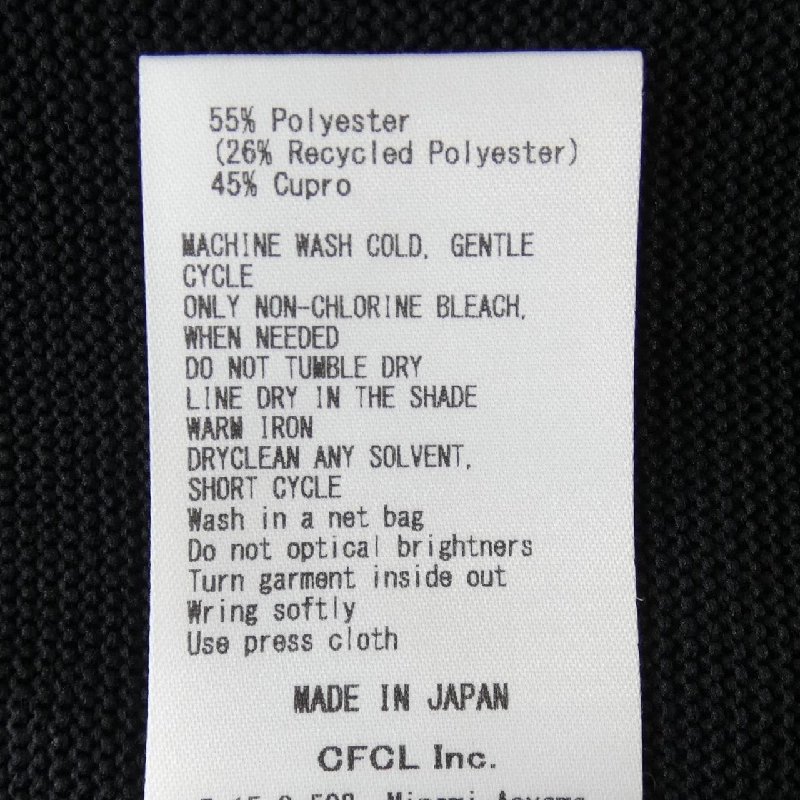 55% Polyester
(26% Recycled Polyester)
45% Cupro
MACHINE WASH COLD, GENTLE
CYCLE
ONLY NON-CHLORINE BLEACH,
WHEN NEEDED
DO NOT TUMBLE DRY
LINE DRY IN THE SHADE
WARM IRON
DRYCLEAN ANY SOLVENT,
SHORT CYCLE
Wash in a net bag
Do not optical brightners
Turn garment inside out
Wring softly
Use press cloth
MADE IN JAPAN
CFCL Inc.
Minami Aoyama